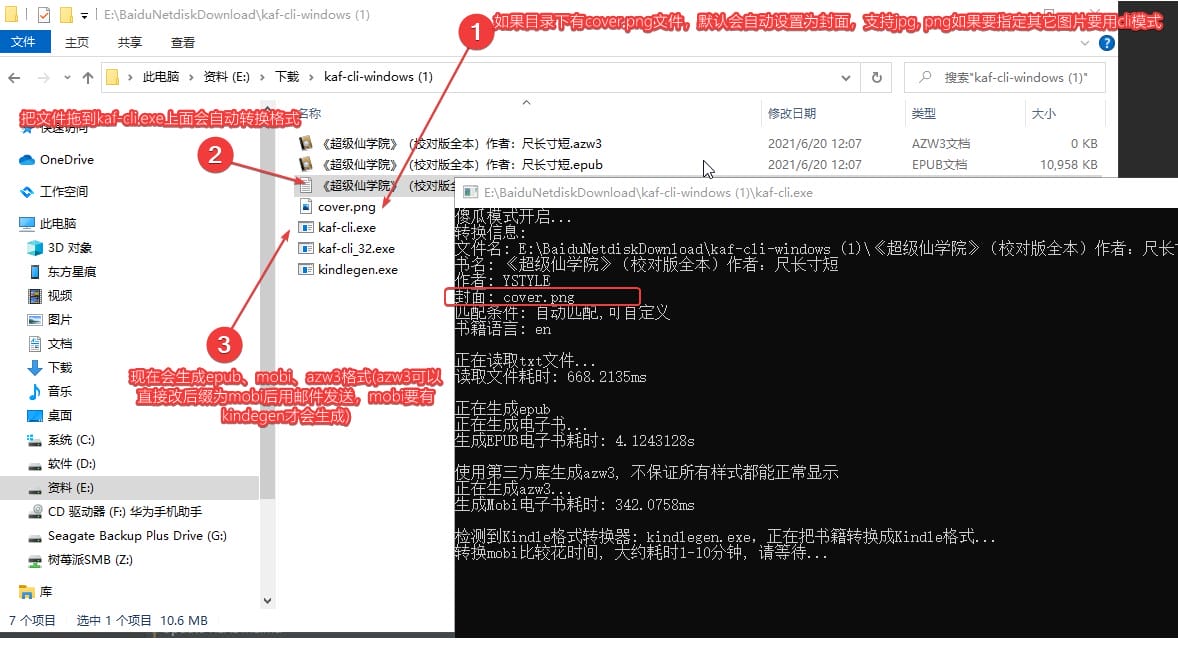 E:\BaiduNetdiskDownload\kaf-cli-windows (1)
1
如果目录下有cover.png文件，默认会自动设置为封面，支持jpg, png如果要指定其它图片要用cli模式
文件 主页 共享 查看
此电脑 > 资料 (E:) > 下载 > kaf-cli-windows (1)
搜索"kaf-cli-windows (1)"
把文件拖到kaf-cli.exe上面会自动转换格式
2
名称 修改日期 类型 大小
《超级仙学院》（校对版全本）作者：尺长寸短.azw3 2021/6/20 12:07 AZW3文档 0 KB
《超级仙学院》（校对版全本）作者：尺长寸短.epub 2021/6/20 12:07 EPUB文档 10,958 KB
《超级仙学院》（校对版全
cover.png
kaf-cli.exe
kaf-cli_32.exe
kindlegen.exe
快速访问
OneDrive
工作空间
此电脑
3D 对象
东方星痕
视频
图片
文档
下载
音乐
桌面
系统 (C:)
软件 (D:)
资料 (E:)
CD 驱动器 (F:) 华为手机助手
Seagate Backup Plus Drive (G:)
树莓派SMB (Z:)
库
3
现在会生成epub、mobi、azw3格式(azw3可以
直接改后缀为mobi后用邮件发送，mobi要有
kindegen才会生成)
7 个项目 选中 1 个项目 10.6 MB
E:\BaiduNetdiskDownload\kaf-cli-windows (1)\kaf-cli.exe
傻瓜模式开启...
转换信息:
文件名: E:\BaiduNetdiskDownload\kaf-cli-windows (1)\《超级仙学院》（校对版全本）作者：尺长寸
书名: 《超级仙学院》（校对版全本）作者：尺长寸短
作者: YSTYLE
封面: cover.png
匹配条件: 自动匹配,可自定义
书籍语言: en
正在读取txt文件...
读取文件耗时: 668.2135ms
正在生成epub
正在生成电子书...
生成EPUB电子书耗时: 4.1243128s
使用第三方库生成azw3, 不保证所有样式都能正常显示
正在生成azw3...
生成Mobi电子书耗时: 342.0758ms
检测到Kindle格式转换器: kindlegen.exe，正在把书籍转换成Kindle格式...
转换mobi比较花时间, 大约耗时1-10分钟, 请等待...